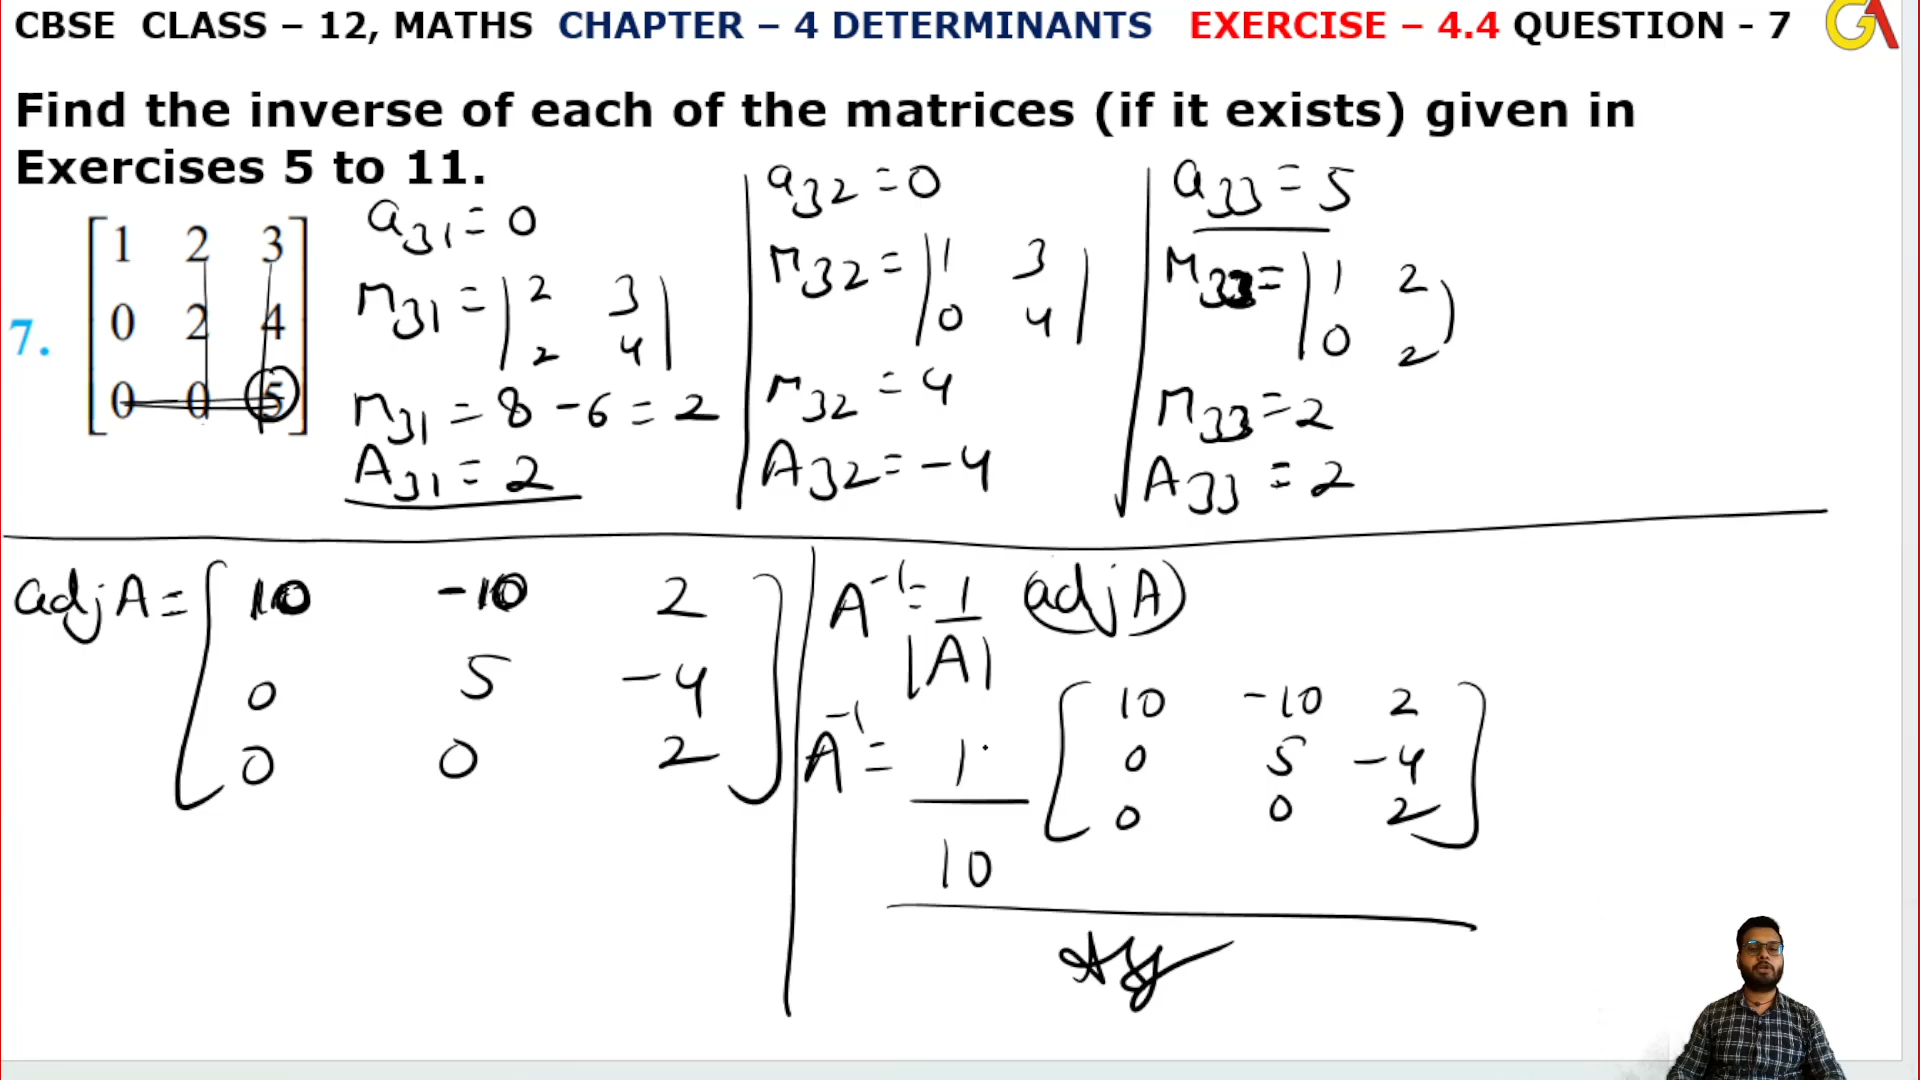 CBSE CLASS – 12, MATHS CHAPTER – 4 DETERMINANTS EXERCISE – 4.4 QUESTION - 7
GA
Find the inverse of each of the matrices (if it exists) given in
Exercises 5 to 11.
7.
1 2 3
0 2 4
0 0 5
a31 = 0
M31 = | 2 3 |
| 2 4 |
M31 = 8 - 6 = 2
A31 = 2
a32 = 0
M32 = | 1 3 |
| 0 4 |
M32 = 4
A32 = -4
a33 = 5
M33 = | 1 2 |
| 0 2 |
M33 = 2
A33 = 2
adj A = [ 10 -10 2
0 5 -4
0 0 2 ]
A⁻¹ = 1 (adj A)
|A|
A⁻¹ = 1 [ 10 -10 2
0 5 -4
0 0 2 ]
10